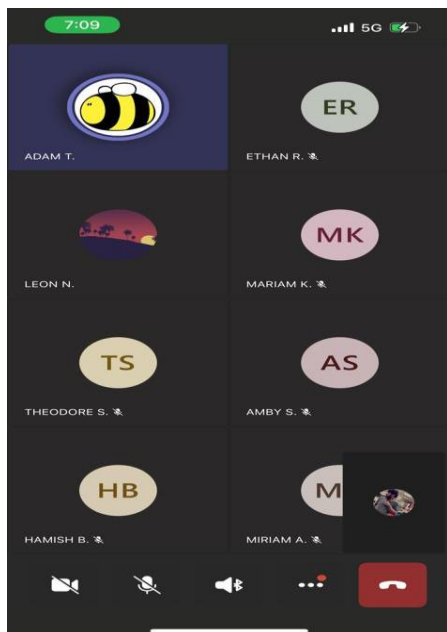 7:09
5G
ER
ADAM T.
ETHAN R.
MK
LEON N.
MARIAM K.
TS
AS
THEODORE S.
AMBY S.
HB
M
HAMISH B.
MIRIAM A.